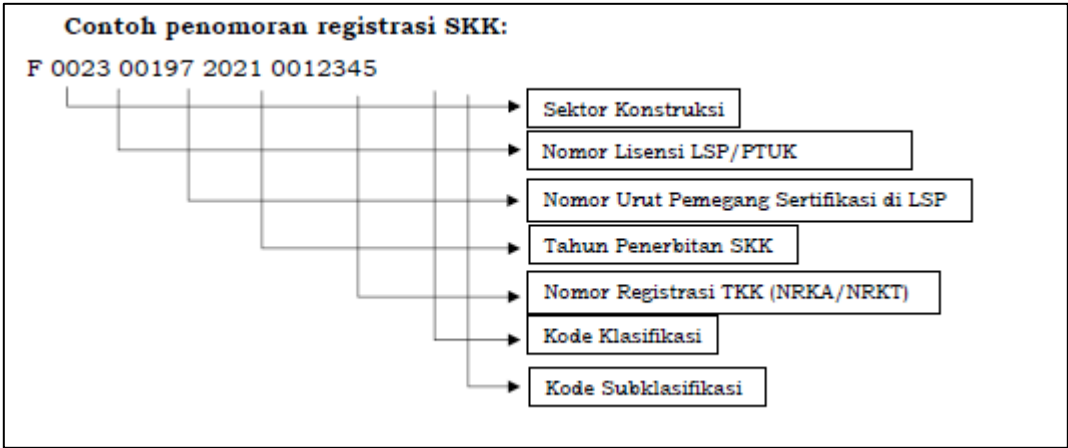 Contoh penomoran registrasi SKK:
F 0023 00197 2021 0012345
Sektor Konstruksi
Nomor Lisensi LSP/PTUK
Nomor Urut Pemegang Sertifikasi di LSP
Tahun Penerbitan SKK
Nomor Registrasi TKK (NRKA/NRKT)
Kode Klasifikasi
Kode Subklasifikasi